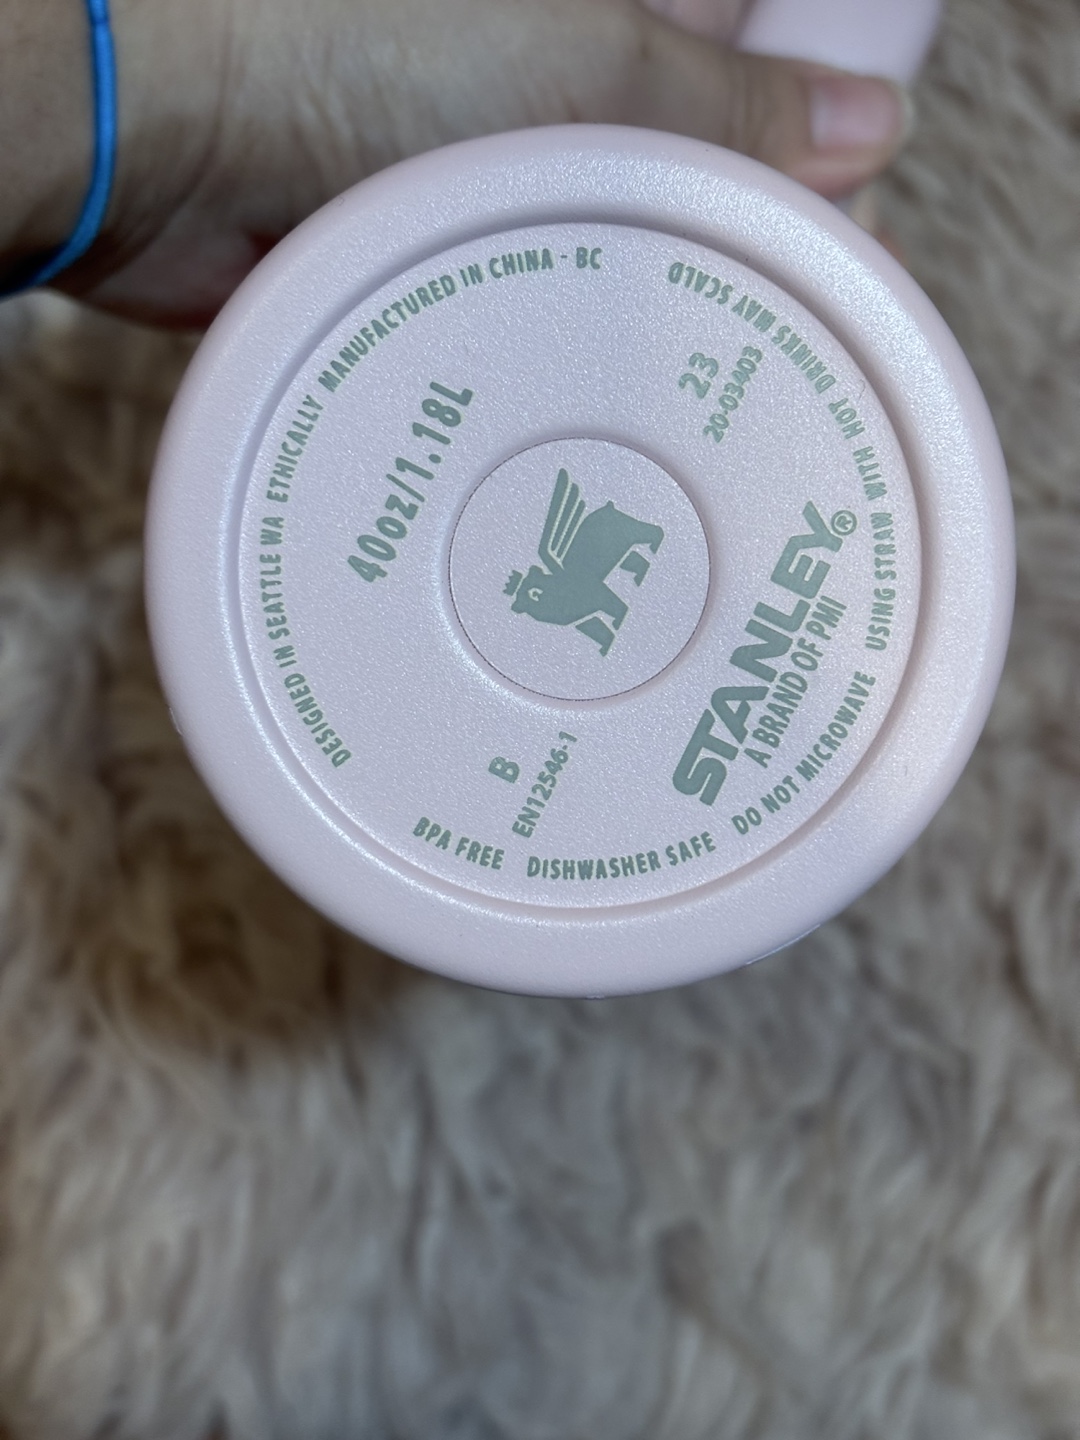 DESIGNED IN SEATTLE WA ETHICALLY MANUFACTURED IN CHINA - BC
40oz/1.18L
23
20-03403
STANLEY®
A BRAND OF PMI
B
EN12546-1
BPA FREE DISHWASHER SAFE DO NOT MICROWAVE USING STRAW WITH HOT DRINKS MAY SCALD